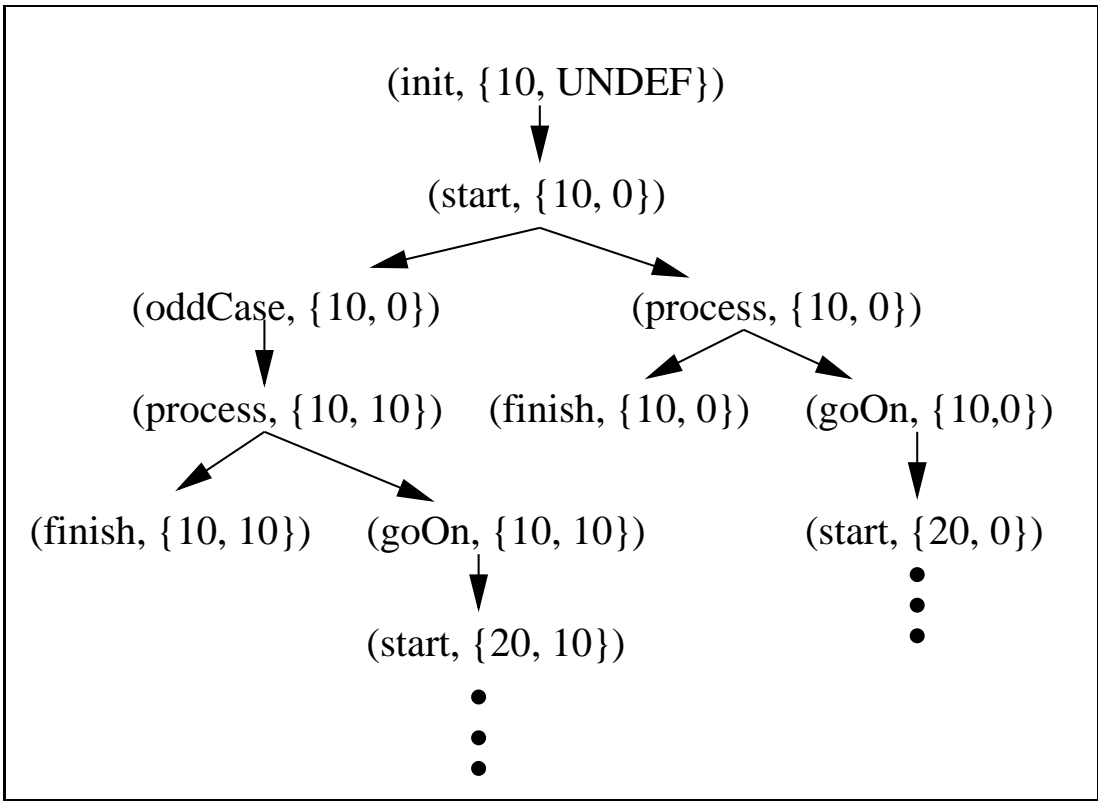 (init, {10, UNDEF})
(start, {10, 0})
(oddCase, {10, 0})
(process, {10, 0})
(process, {10, 10})
(finish, {10, 0})
(goOn, {10,0})
(finish, {10, 10})
(goOn, {10, 10})
(start, {20, 0})
(start, {20, 10})